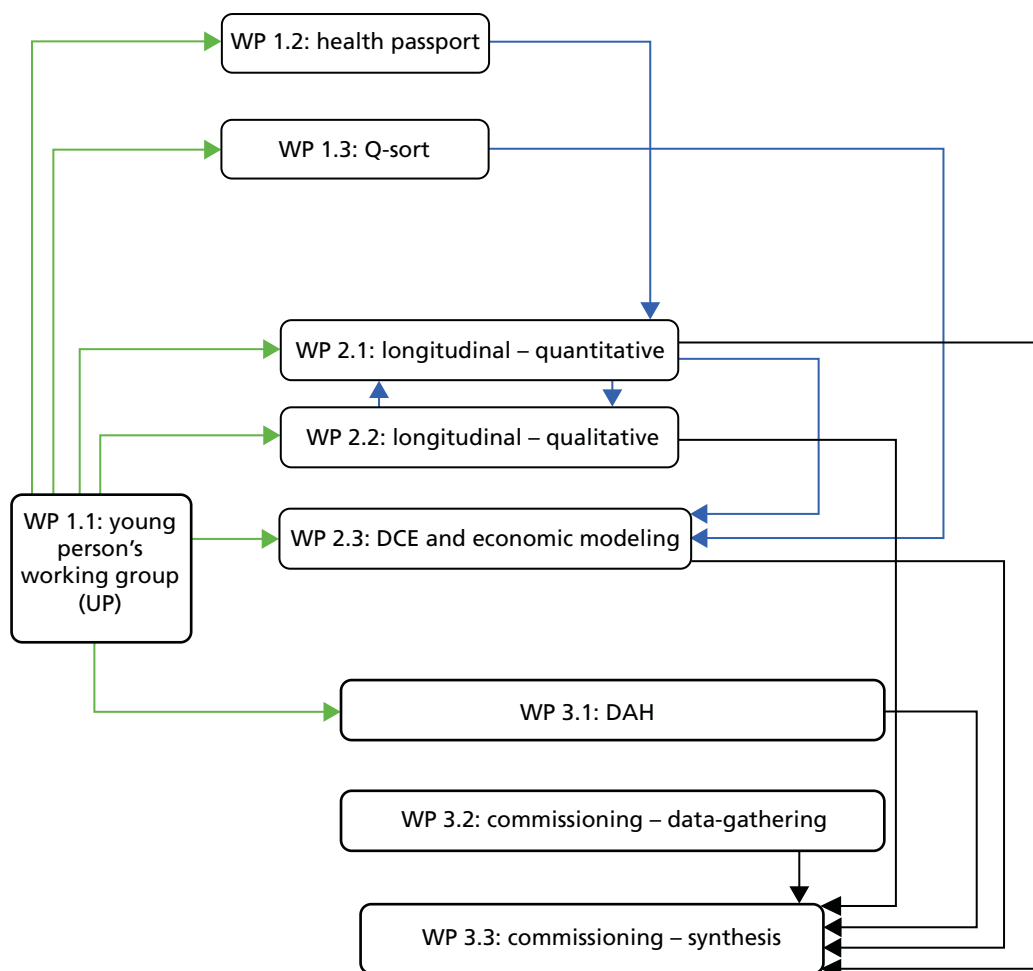 WP 1.2: health passport
WP 1.3: Q-sort
WP 2.1: longitudinal – quantitative
WP 2.2: longitudinal – qualitative
WP 1.1: young
person’s
working group
(UP)
WP 2.3: DCE and economic modeling
WP 3.1: DAH
WP 3.2: commissioning – data-gathering
WP 3.3: commissioning – synthesis